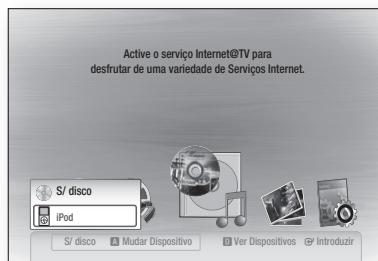 Active o serviço Internet@TV para
desfrutar de uma variedade de Serviços Internet.
S/ disco
iPod
S/ disco A Mudar Dispositivo D Ver Dispositivos Introduzir